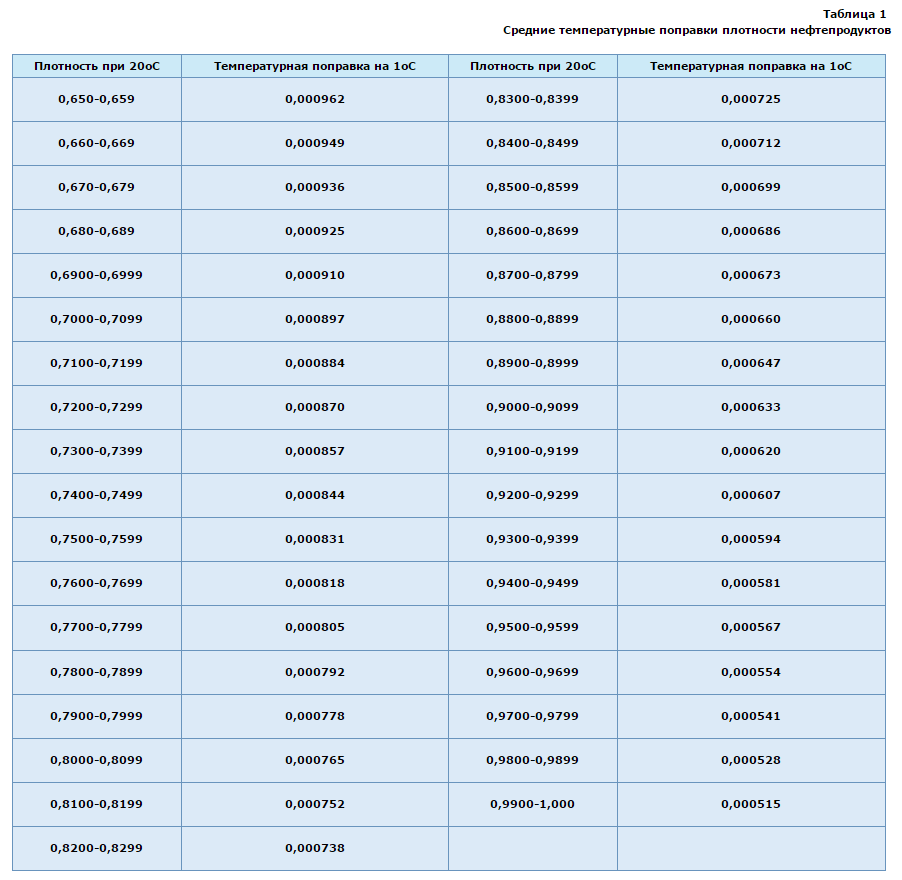 Таблица 1
Средние температурные поправки плотности нефтепродуктов
Плотность при 20оС Температурная поправка на 1оС Плотность при 20оС Температурная поправка на 1оС
0,650-0,659 0,000962 0,8300-0,8399 0,000725
0,660-0,669 0,000949 0,8400-0,8499 0,000712
0,670-0,679 0,000936 0,8500-0,8599 0,000699
0,680-0,689 0,000925 0,8600-0,8699 0,000686
0,6900-0,6999 0,000910 0,8700-0,8799 0,000673
0,7000-0,7099 0,000897 0,8800-0,8899 0,000660
0,7100-0,7199 0,000884 0,8900-0,8999 0,000647
0,7200-0,7299 0,000870 0,9000-0,9099 0,000633
0,7300-0,7399 0,000857 0,9100-0,9199 0,000620
0,7400-0,7499 0,000844 0,9200-0,9299 0,000607
0,7500-0,7599 0,000831 0,9300-0,9399 0,000594
0,7600-0,7699 0,000818 0,9400-0,9499 0,000581
0,7700-0,7799 0,000805 0,9500-0,9599 0,000567
0,7800-0,7899 0,000792 0,9600-0,9699 0,000554
0,7900-0,7999 0,000778 0,9700-0,9799 0,000541
0,8000-0,8099 0,000765 0,9800-0,9899 0,000528
0,8100-0,8199 0,000752 0,9900-1,000 0,000515
0,8200-0,8299 0,000738